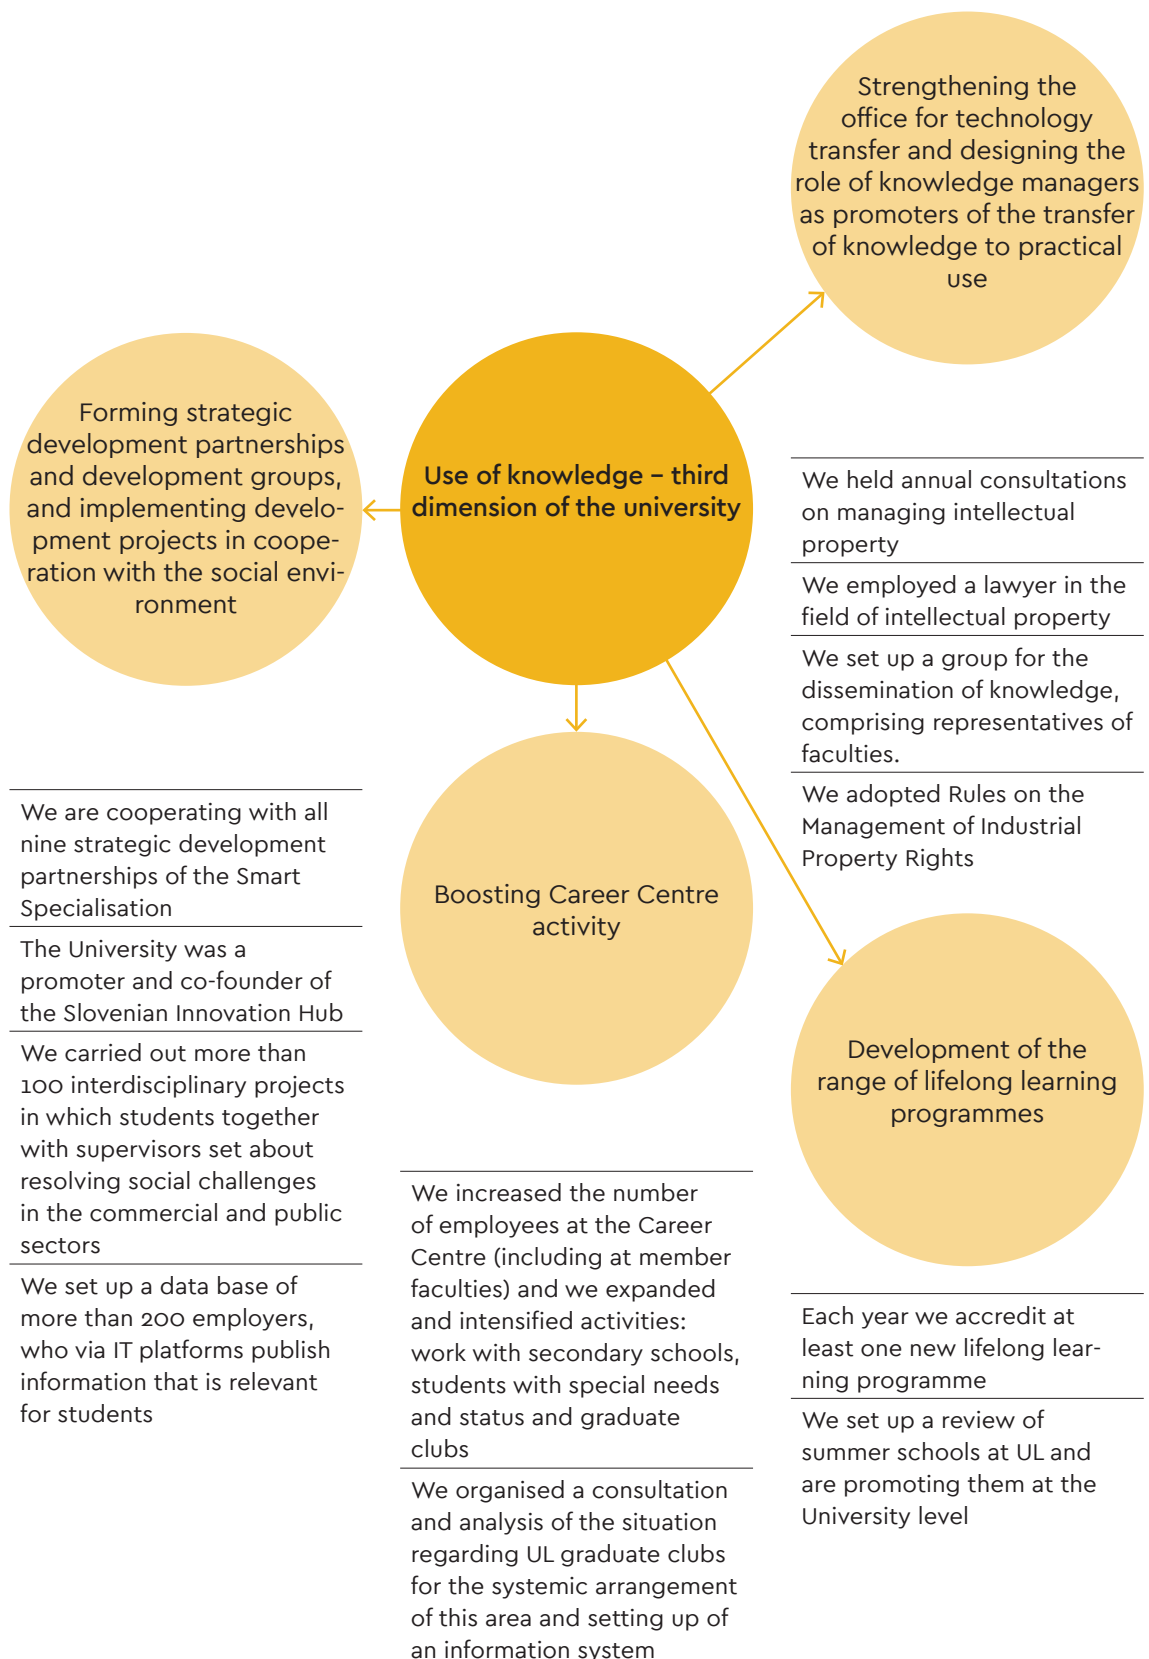 Strengthening the
office for technology
transfer and designing the
role of knowledge managers
as promoters of the transfer
of knowledge to practical
use
Forming strategic
development partnerships
and development groups,
and implementing develo-
pment projects in coope-
ration with the social envi-
ronment
Use of knowledge – third
dimension of the university
We held annual consultations
on managing intellectual
property
We employed a lawyer in the
field of intellectual property
We set up a group for the
dissemination of knowledge,
comprising representatives of
faculties.
We adopted Rules on the
Management of Industrial
Property Rights
We are cooperating with all
nine strategic development
partnerships of the Smart
Specialisation
The University was a
promoter and co-founder of
the Slovenian Innovation Hub
We carried out more than
100 interdisciplinary projects
in which students together
with supervisors set about
resolving social challenges
in the commercial and public
sectors
We set up a data base of
more than 200 employers,
who via IT platforms publish
information that is relevant
for students
Boosting Career Centre
activity
We increased the number
of employees at the Career
Centre (including at member
faculties) and we expanded
and intensified activities:
work with secondary schools,
students with special needs
and status and graduate
clubs
We organised a consultation
and analysis of the situation
regarding UL graduate clubs
for the systemic arrangement
of this area and setting up of
an information system
Development of the
range of lifelong learning
programmes
Each year we accredit at
least one new lifelong lear-
ning programme
We set up a review of
summer schools at UL and
are promoting them at the
University level